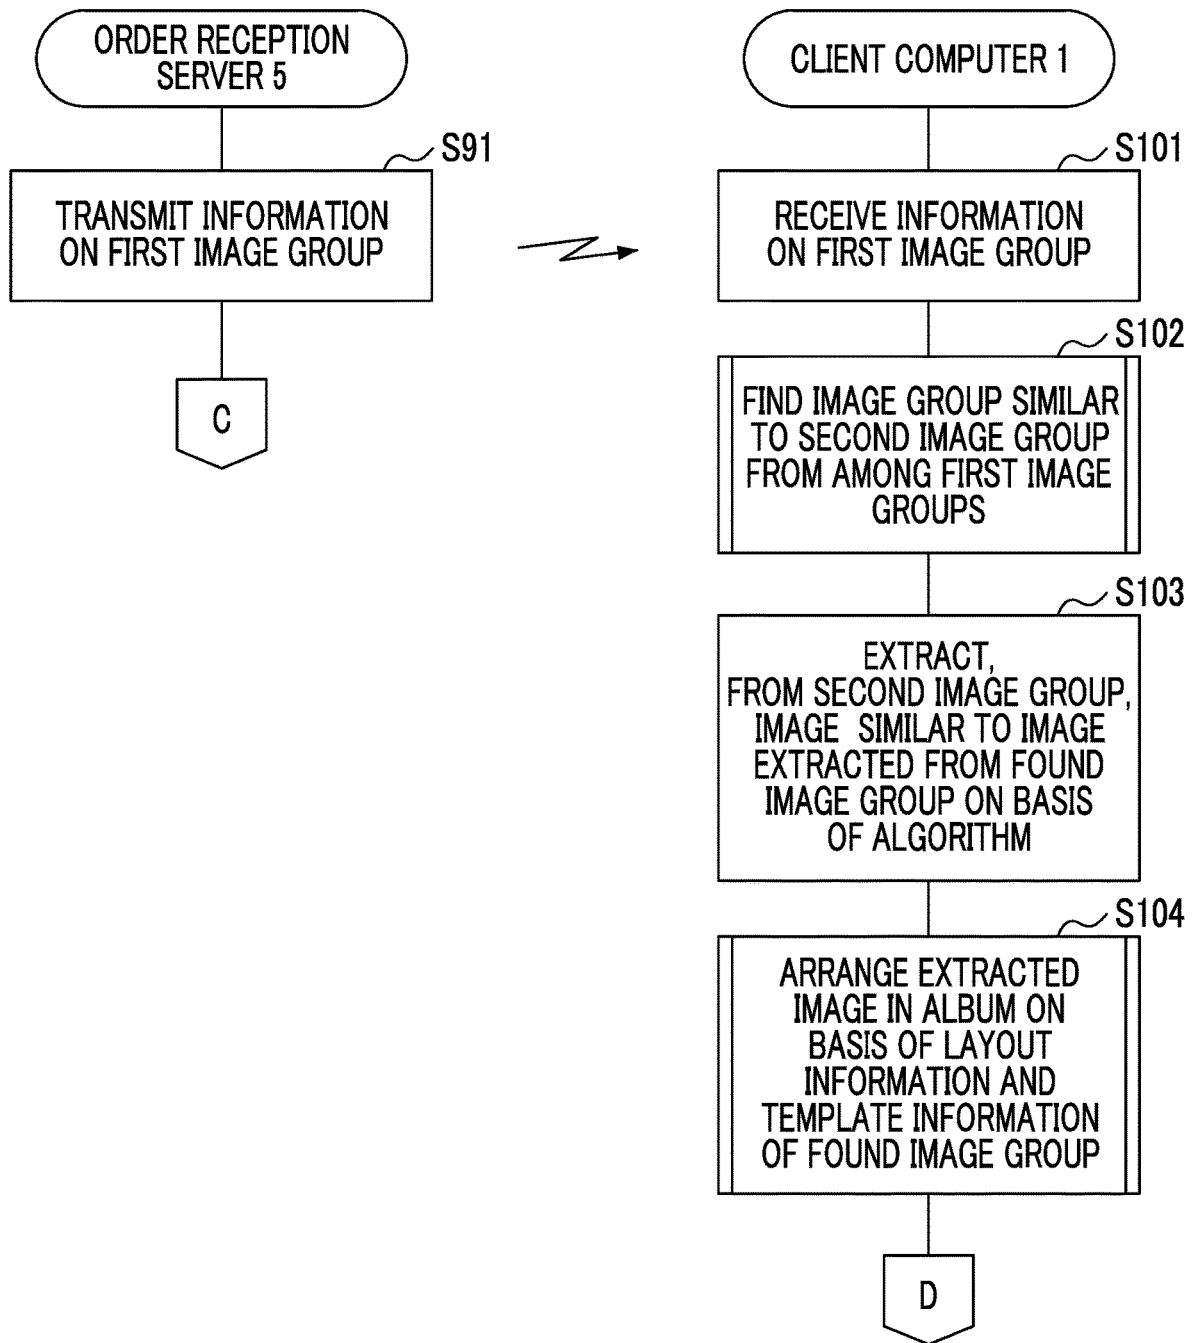 ORDER RECEPTION
SERVER 5
S91
TRANSMIT INFORMATION
ON FIRST IMAGE GROUP
C
CLIENT COMPUTER 1
S101
RECEIVE INFORMATION
ON FIRST IMAGE GROUP
S102
FIND IMAGE GROUP SIMILAR
TO SECOND IMAGE GROUP
FROM AMONG FIRST IMAGE
GROUPS
S103
EXTRACT,
FROM SECOND IMAGE GROUP,
IMAGE SIMILAR TO IMAGE
EXTRACTED FROM FOUND
IMAGE GROUP ON BASIS
OF ALGORITHM
S104
ARRANGE EXTRACTED
IMAGE IN ALBUM ON
BASIS OF LAYOUT
INFORMATION AND
TEMPLATE INFORMATION
OF FOUND IMAGE GROUP
D